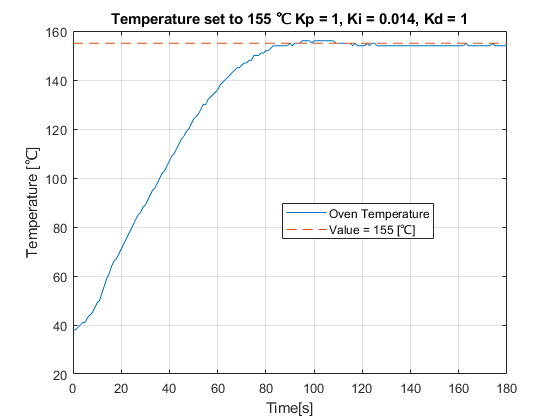 Temperature set to 155 ℃ Kp = 1, Ki = 0.014, Kd = 1
160
140
120
100
80
60
40
20
Temperature [℃]
Oven Temperature
Value = 155 [℃]
0 20 40 60 80 100 120 140 160 180
Time[s]